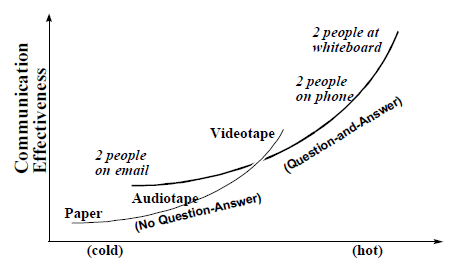 Communication
Effectiveness
2 people at
whiteboard
2 people
on phone
(Question-and-Answer)
Videotape
2 people
on email
Audiotape
(No Question-Answer)
Paper
(cold)
(hot)